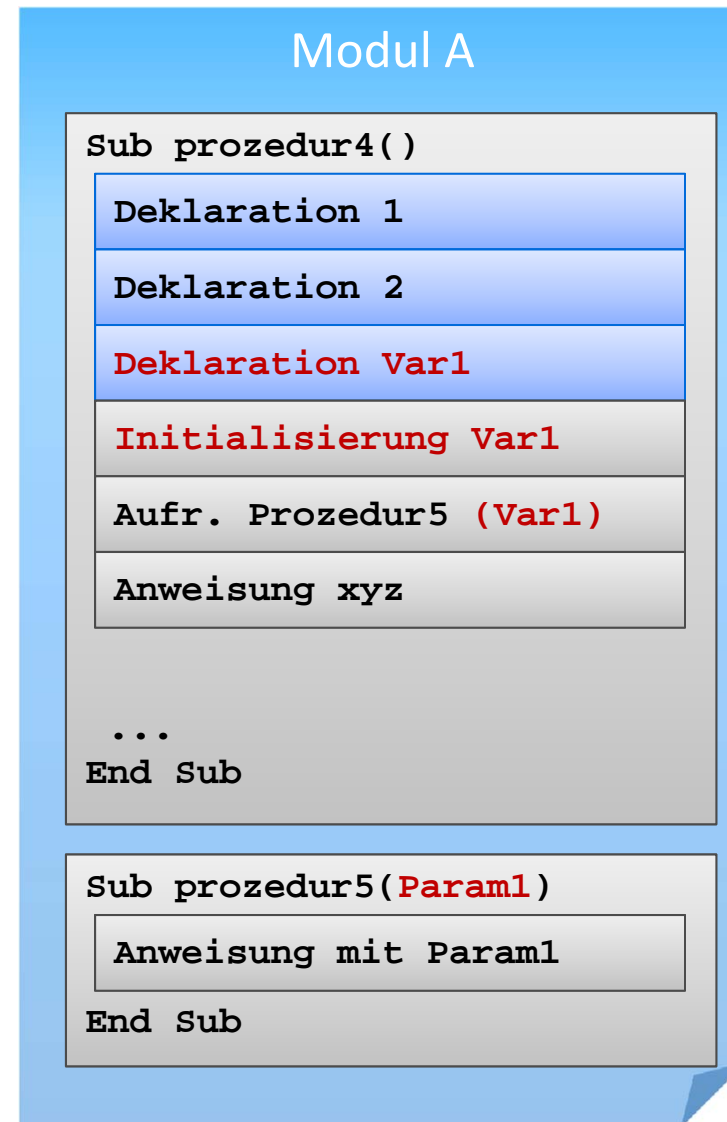 Modul A
Sub prozedur4()
Deklaration 1
Deklaration 2
Deklaration Var1
Initialisierung Var1
Aufr. Prozedur5 (Var1)
Anweisung xyz
...
End Sub
Sub prozedur5(Param1)
Anweisung mit Param1
End Sub